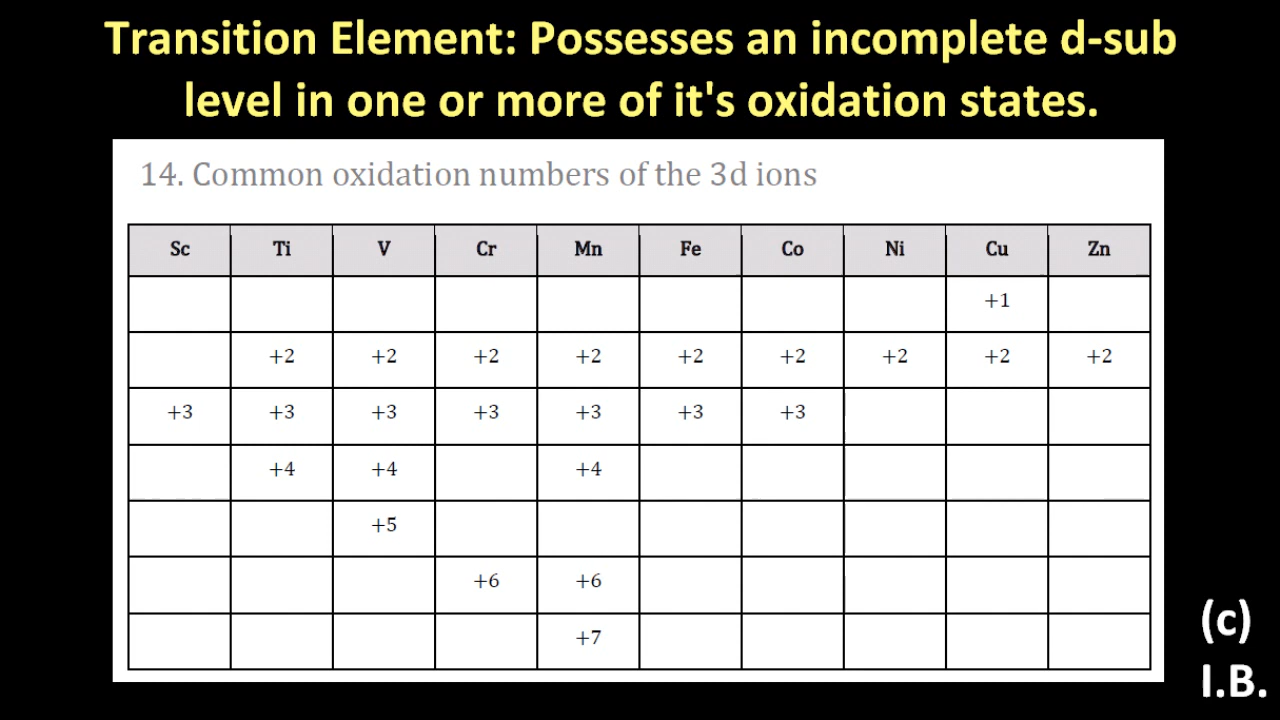 Transition Element: Possesses an incomplete d-sub
level in one or more of it's oxidation states.
14. Common oxidation numbers of the 3d ions
Sc Ti V Cr Mn Fe Co Ni Cu Zn
+1
+2 +2 +2 +2 +2 +2 +2 +2 +2
+3 +3 +3 +3 +3 +3 +3
+4 +4 +4
+5
+6 +6
+7
(c)
I.B.